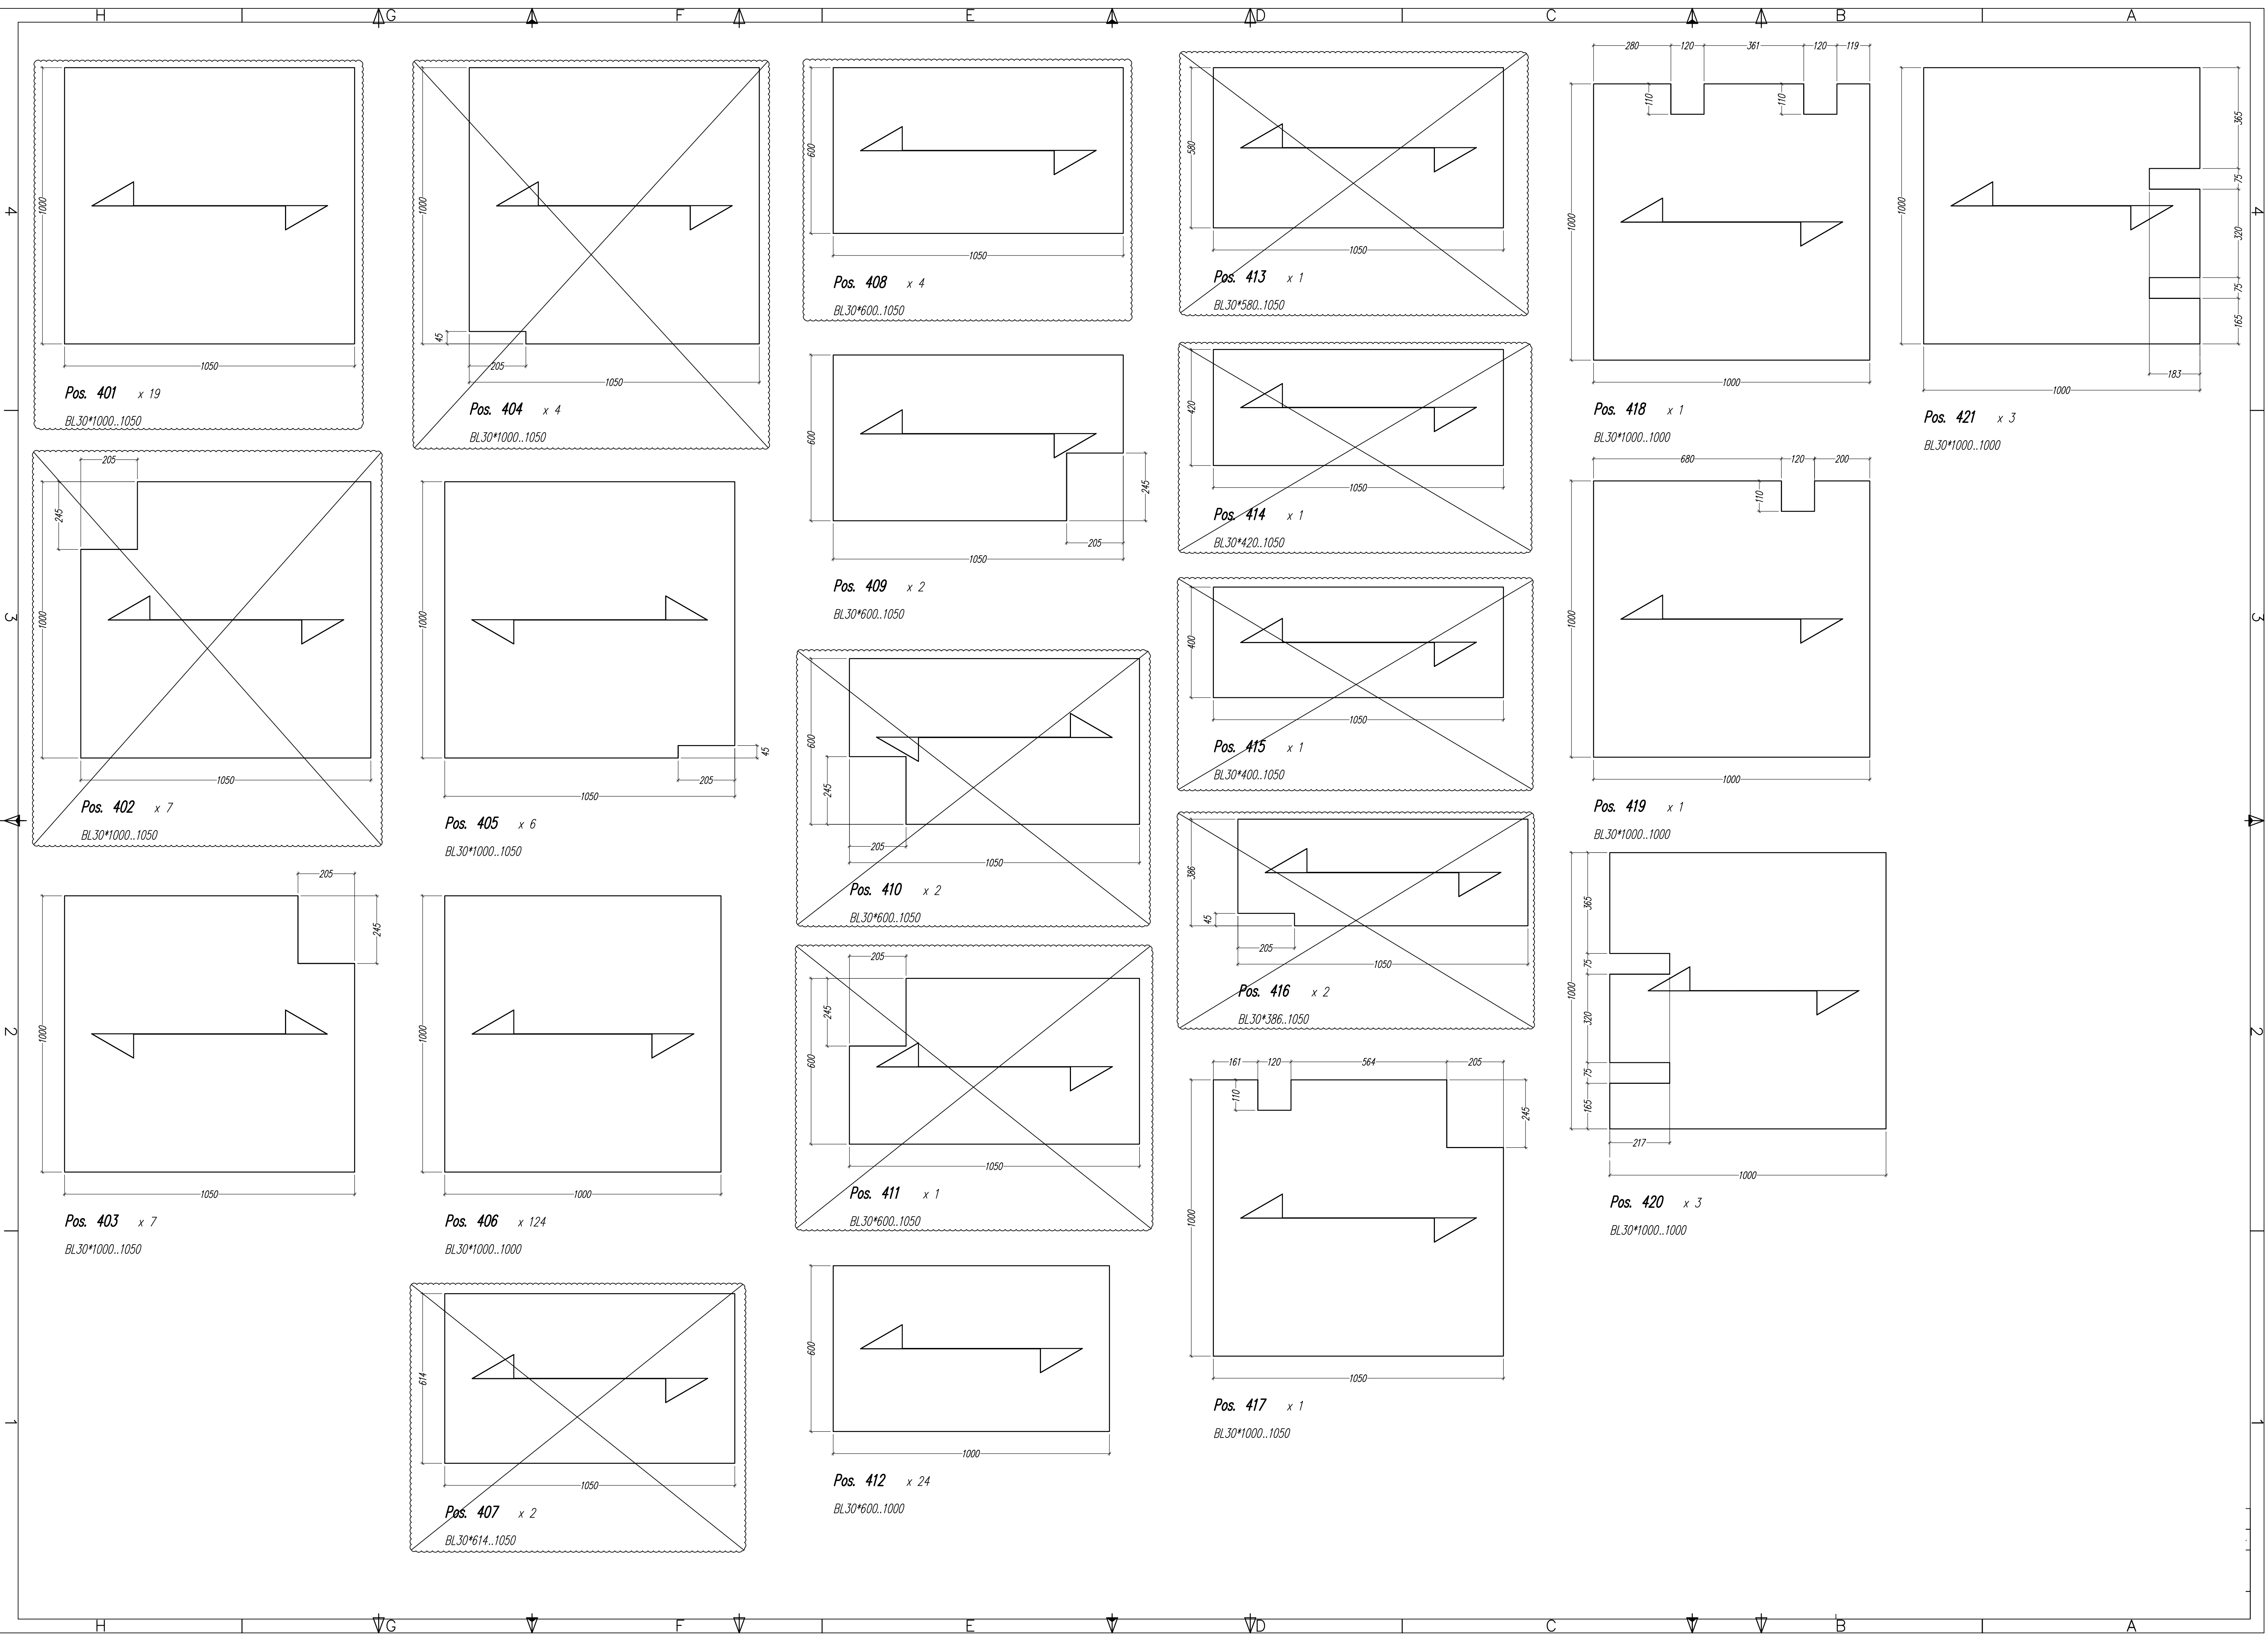 H G F E D C B A
4
3
2
1
1000
1050
Pos. 401 x 19
BL30*1000..1050
205
245
1000
1050
Pos. 402 x 7
BL30*1000..1050
205
245
1000
1050
Pos. 403 x 7
BL30*1000..1050
1000
45
205
1050
Pos. 404 x 4
BL30*1000..1050
1000
45
205
1050
Pos. 405 x 6
BL30*1000..1050
1000
1000
Pos. 406 x 124
BL30*1000..1000
614
1050
Pos. 407 x 2
BL30*614..1050
600
1050
Pos. 408 x 4
BL30*600..1050
600
245
205
1050
Pos. 409 x 2
BL30*600..1050
600
245
205
1050
Pos. 410 x 2
BL30*600..1050
205
245
600
1050
Pos. 411 x 1
BL30*600..1050
600
1000
Pos. 412 x 24
BL30*600..1000
580
1050
Pos. 413 x 1
BL30*580..1050
420
1050
Pos. 414 x 1
BL30*420..1050
400
1050
Pos. 415 x 1
BL30*400..1050
386
45
205
1050
Pos. 416 x 2
BL30*386..1050
161 120 564 205
110
245
1000
1050
Pos. 417 x 1
BL30*1000..1050
280 120 361 120 119
110 110
1000
1000
Pos. 418 x 1
BL30*1000..1000
680 120 200
110
1000
1000
Pos. 419 x 1
BL30*1000..1000
365
75
1000
320
75
165
217
1000
Pos. 420 x 3
BL30*1000..1000
365
75
1000
320
75
165
183
1000
Pos. 421 x 3
BL30*1000..1000
4
3
2
1
H G F E D C B A